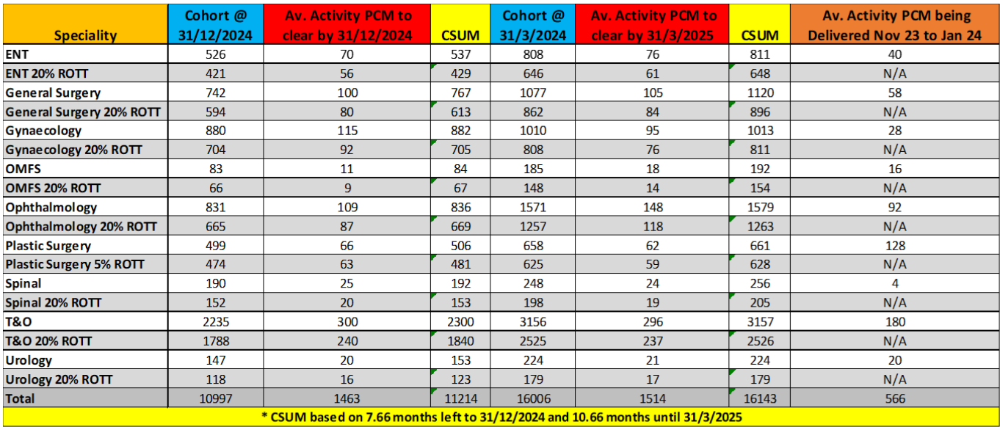 Speciality Cohort @ 31/12/2024 Av. Activity PCM to clear by 31/12/2024 CSUM Cohort @ 31/3/2024 Av. Activity PCM to clear by 31/3/2025 CSUM Av. Activity PCM being Delivered Nov 23 to Jan 24
ENT 526 70 537 808 76 811 40
ENT 20% ROTT 421 56 429 646 61 648 N/A
General Surgery 742 100 767 1077 105 1120 58
General Surgery 20% ROTT 594 80 613 862 84 896 N/A
Gynaecology 880 115 882 1010 95 1013 28
Gynaecology 20% ROTT 704 92 705 808 76 811 N/A
OMFS 83 11 84 185 18 192 16
OMFS 20% ROTT 66 9 67 148 14 154 N/A
Ophthalmology 831 109 836 1571 148 1579 92
Ophthalmology 20% ROTT 665 87 669 1257 118 1263 N/A
Plastic Surgery 499 66 506 658 62 661 128
Plastic Surgery 5% ROTT 474 63 481 625 59 628 N/A
Spinal 190 25 192 248 24 256 4
Spinal 20% ROTT 152 20 153 198 19 205 N/A
T&O 2235 300 2300 3156 296 3157 180
T&O 20% ROTT 1788 240 1840 2525 237 2526 N/A
Urology 147 20 153 224 21 224 20
Urology 20% ROTT 118 16 123 179 17 179 N/A
Total 10997 1463 11214 16006 1514 16143 566
* CSUM based on 7.66 months left to 31/12/2024 and 10.66 months until 31/3/2025